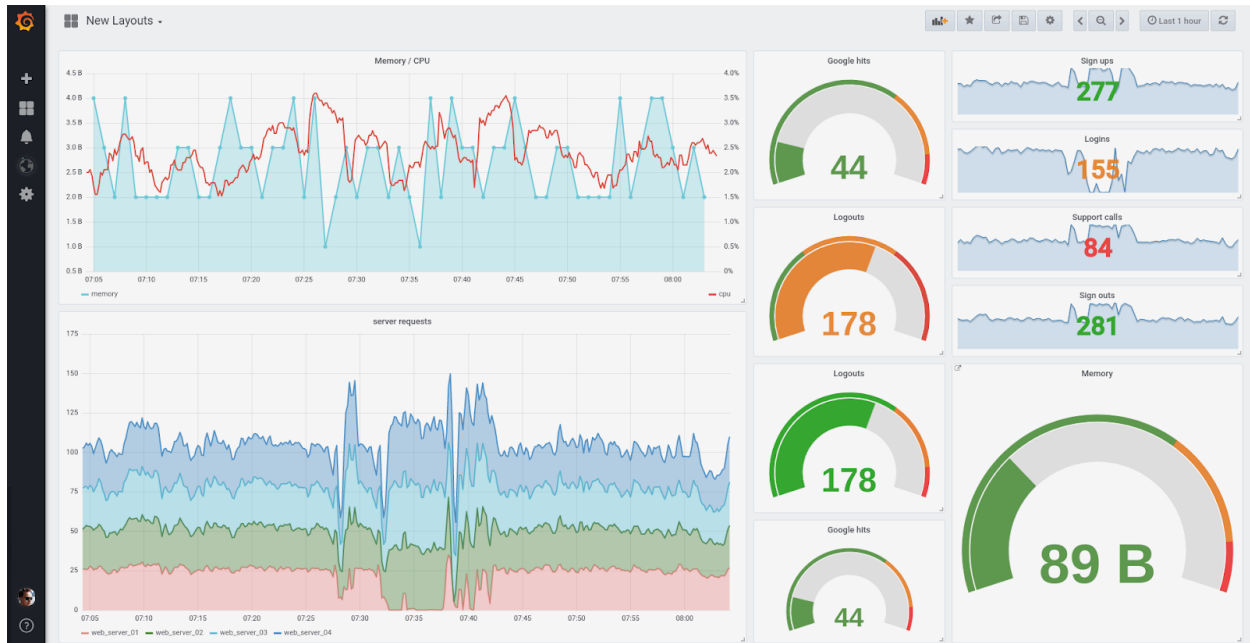 New Layouts
Last 1 hour
Memory / CPU
4.5 B
4.0 B
3.5 B
3.0 B
2.5 B
2.0 B
1.5 B
1.0 B
0.5 B
4.0%
3.5%
3.0%
2.5%
2.0%
1.5%
1.0%
0.5%
0%
07:05 07:10 07:15 07:20 07:25 07:30 07:35 07:40 07:45 07:50 07:55 08:00
memory cpu
server requests
175
150
125
100
75
50
25
0
07:05 07:10 07:15 07:20 07:25 07:30 07:35 07:40 07:45 07:50 07:55 08:00
web_server_01 web_server_02 web_server_03 web_server_04
Google hits
44
Logouts
178
Logouts
178
Google hits
44
Sign ups
277
Logins
155
Support calls
84
Sign outs
281
Memory
89 B